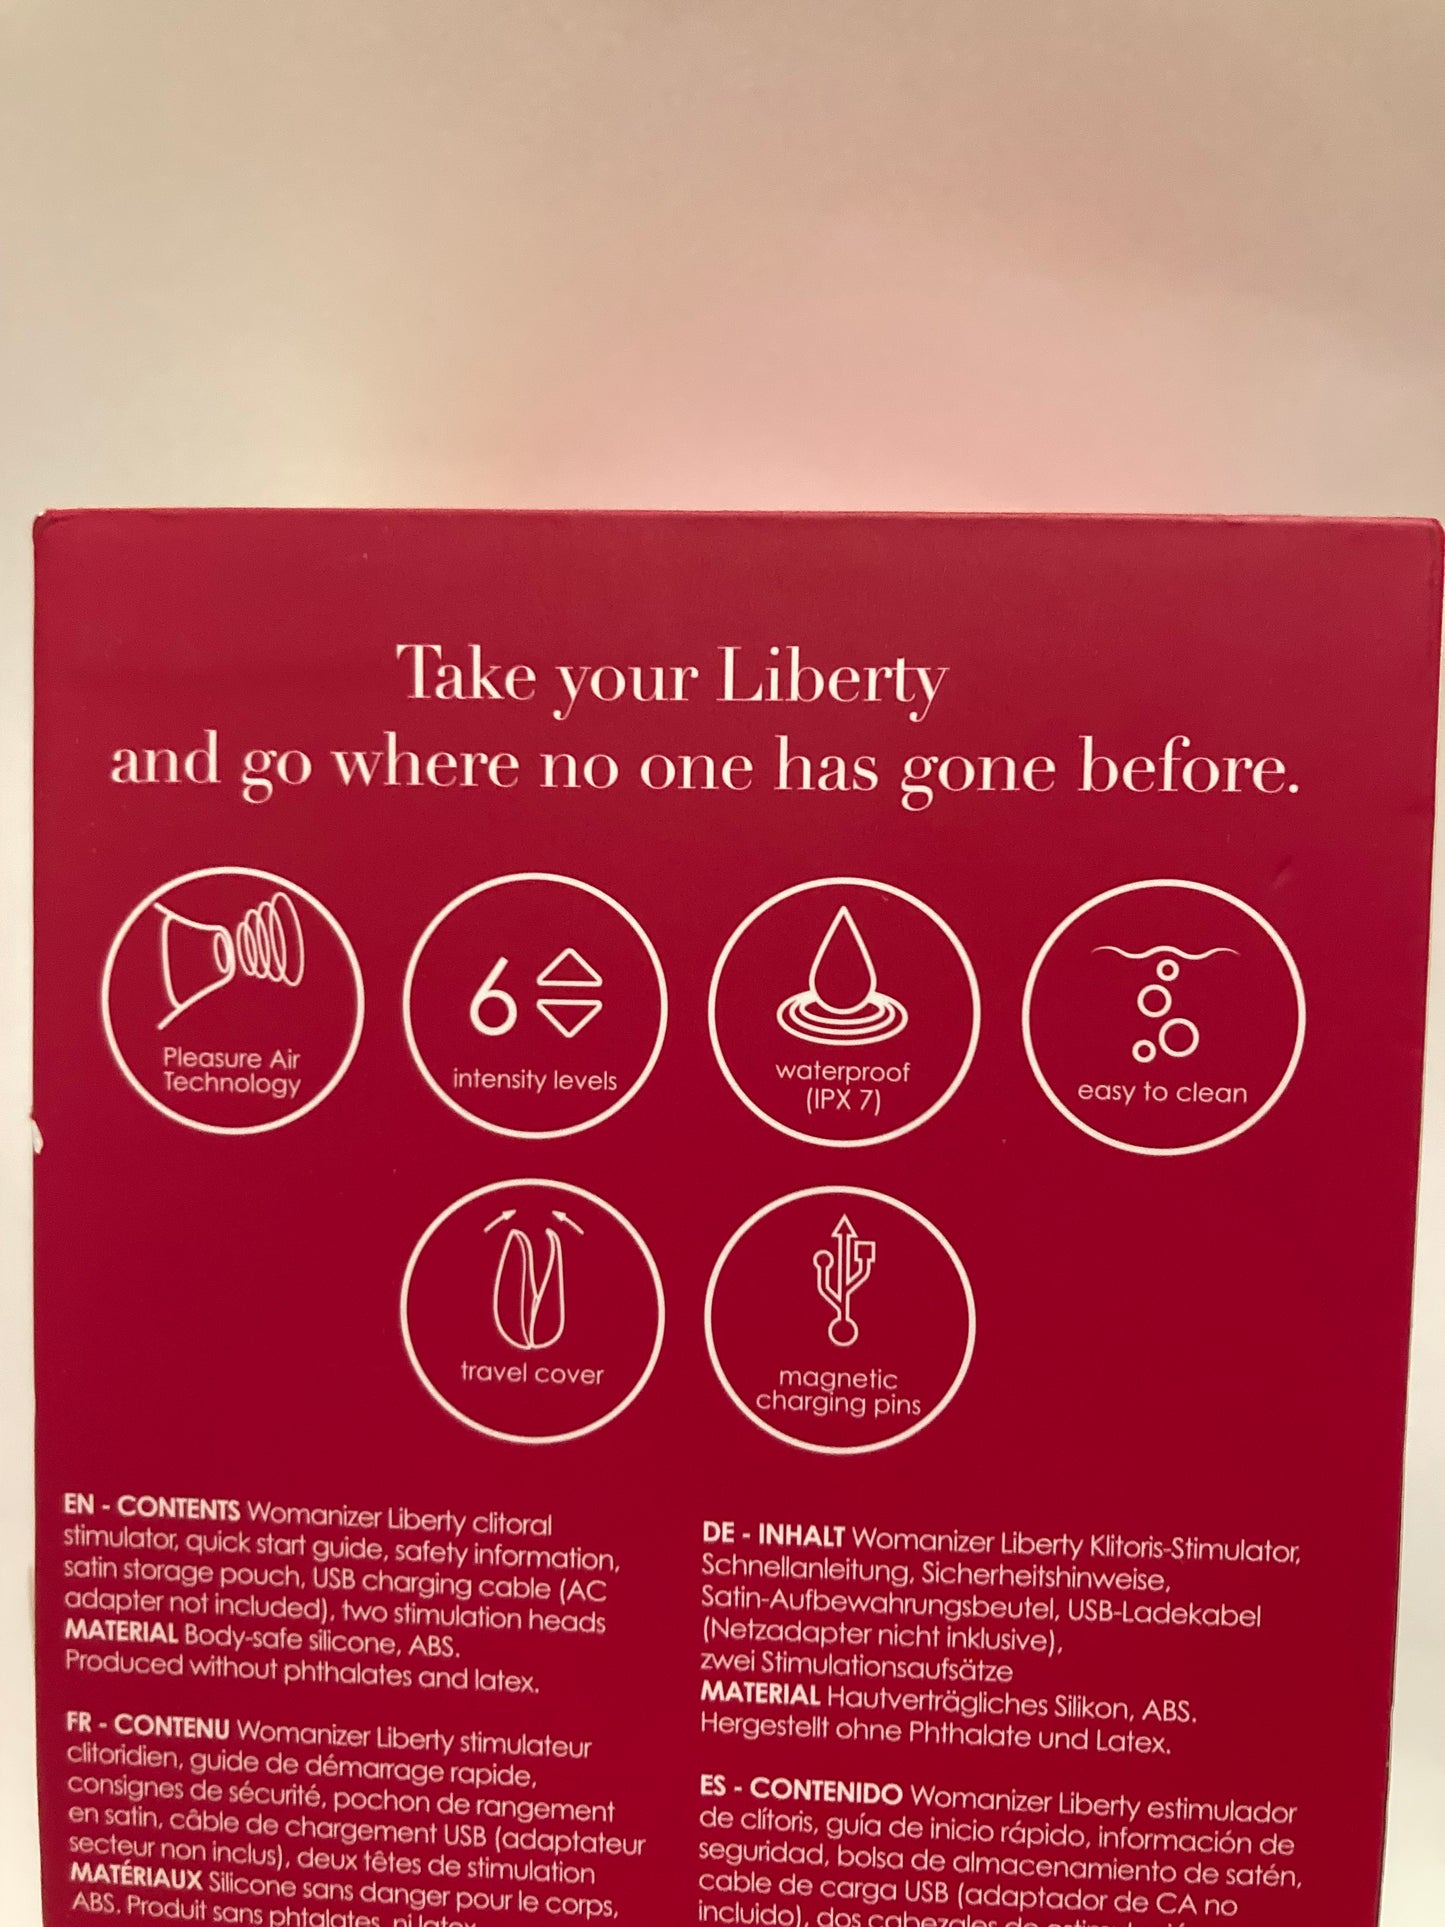 Take your Liberty
and go where no one has gone before.
Pleasure Air
Technology
6
intensity levels
waterproof
(IPX 7)
easy to clean
travel cover
magnetic
charging pins
EN - CONTENTS Womanizer Liberty clitoral
stimulator, quick start guide, safety information,
satin storage pouch, USB charging cable (AC
adapter not included), two stimulation heads
MATERIAL Body-safe silicone, ABS.
Produced without phthalates and latex.
FR - CONTENU Womanizer Liberty stimulateur
clitoridien, guide de démarrage rapide,
consignes de sécurité, pochon de rangement
en satin, câble de chargement USB (adaptateur
secteur non inclus), deux têtes de stimulation
MATÉRIAUX Silicone sans danger pour le corps,
ABS. Produit sans phtalates, ni latex.
DE - INHALT Womanizer Liberty Klitoris-Stimulator,
Schnellanleitung, Sicherheitshinweise,
Satin-Aufbewahrungsbeutel, USB-Ladekabel
(Netzadapter nicht inklusive),
zwei Stimulationsaufsätze
MATERIAL Hautverträgliches Silikon, ABS.
Hergestellt ohne Phthalate und Latex.
ES - CONTENIDO Womanizer Liberty estimulador
de clítoris, guía de inicio rápido, información de
seguridad, bolsa de almacenamiento de satén,
cable de carga USB (adaptador de CA no
incluido), dos cabezales de